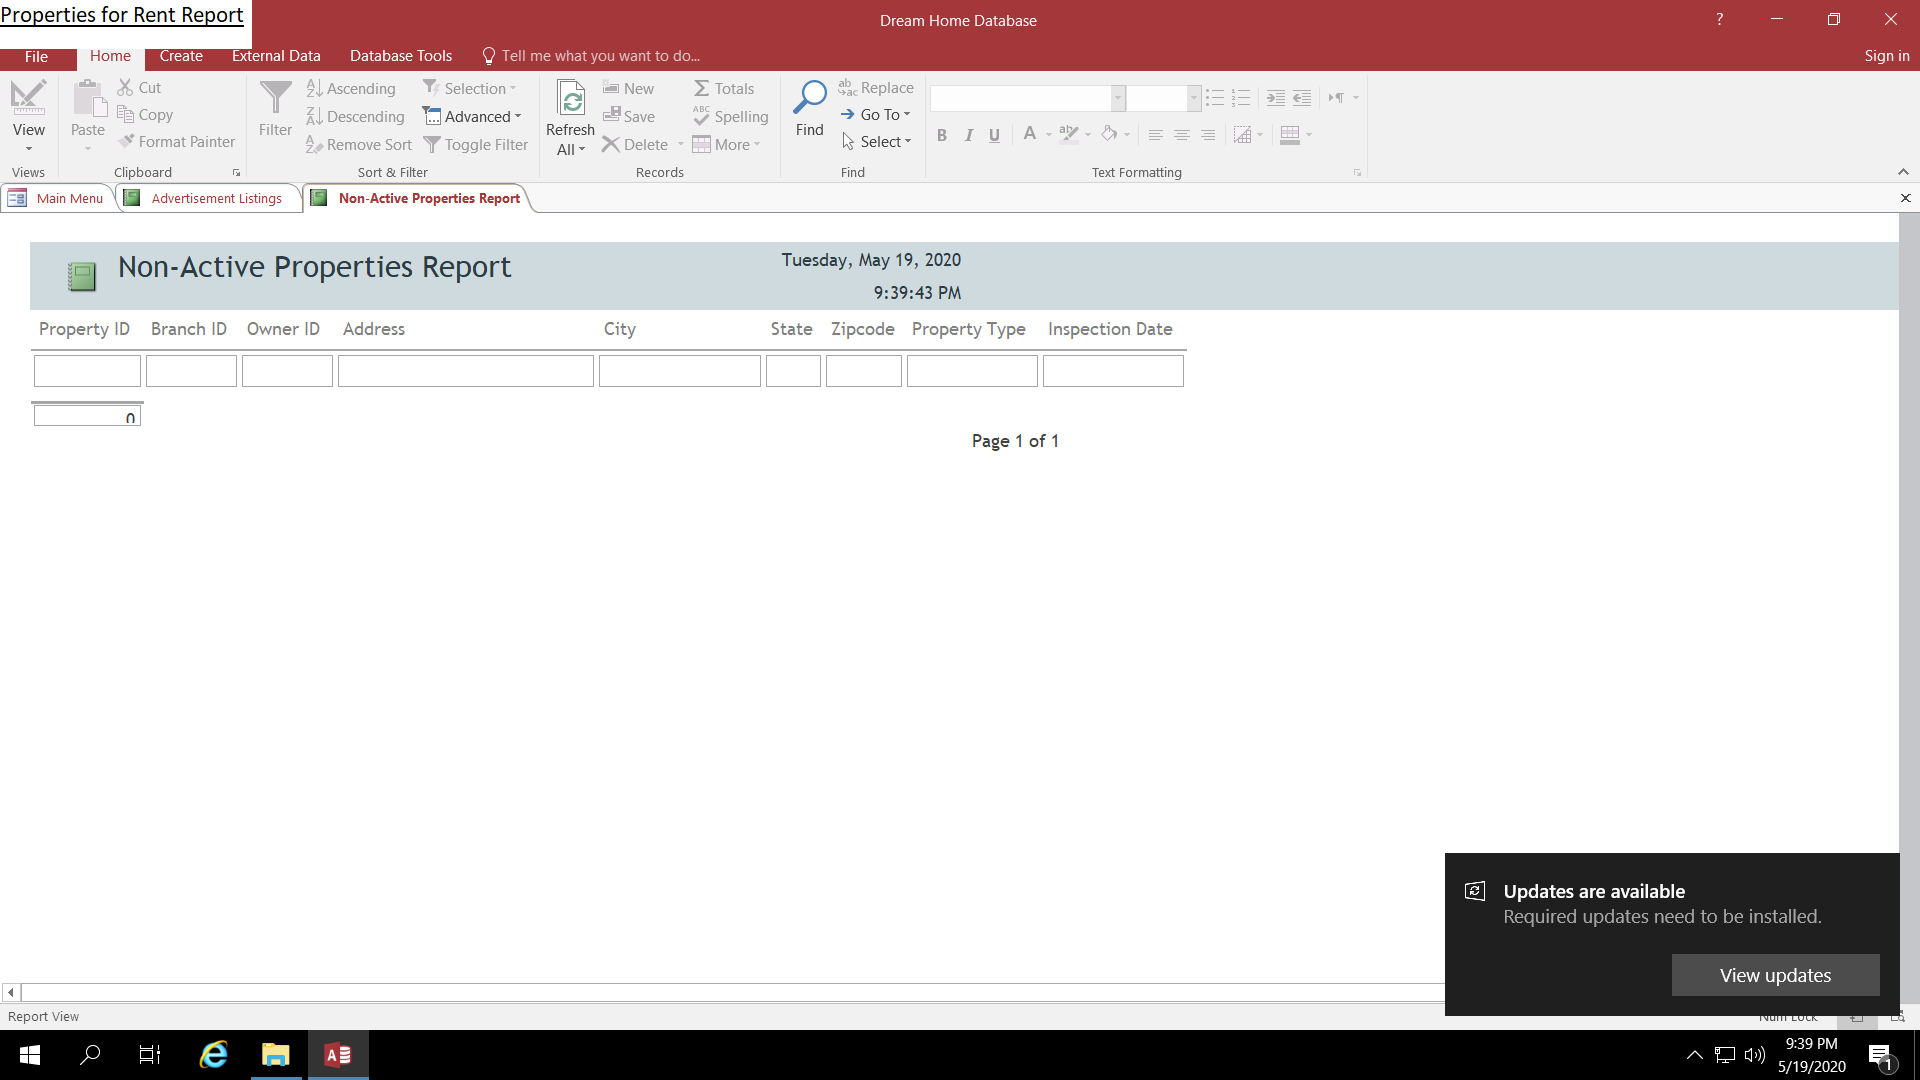 Properties for Rent Report
Dream Home Database
?
File Home Create External Data Database Tools Tell me what you want to do... Sign in
View
Views
Paste
Cut
Copy
Format Painter
Clipboard
Filter
Ascending
Descending
Remove Sort
Selection
Advanced
Toggle Filter
Sort & Filter
Refresh
All
New
Save
Delete
Totals
Spelling
More
Records
Find
Replace
Go To
Select
Find
B I U A
Text Formatting
Main Menu Advertisement Listings Non-Active Properties Report
Non-Active Properties Report
Tuesday, May 19, 2020
9:39:43 PM
Property ID Branch ID Owner ID Address City State Zipcode Property Type Inspection Date
0
Page 1 of 1
Updates are available
Required updates need to be installed.
View updates
Report View
Num Lock
9:39 PM
5/19/2020
1